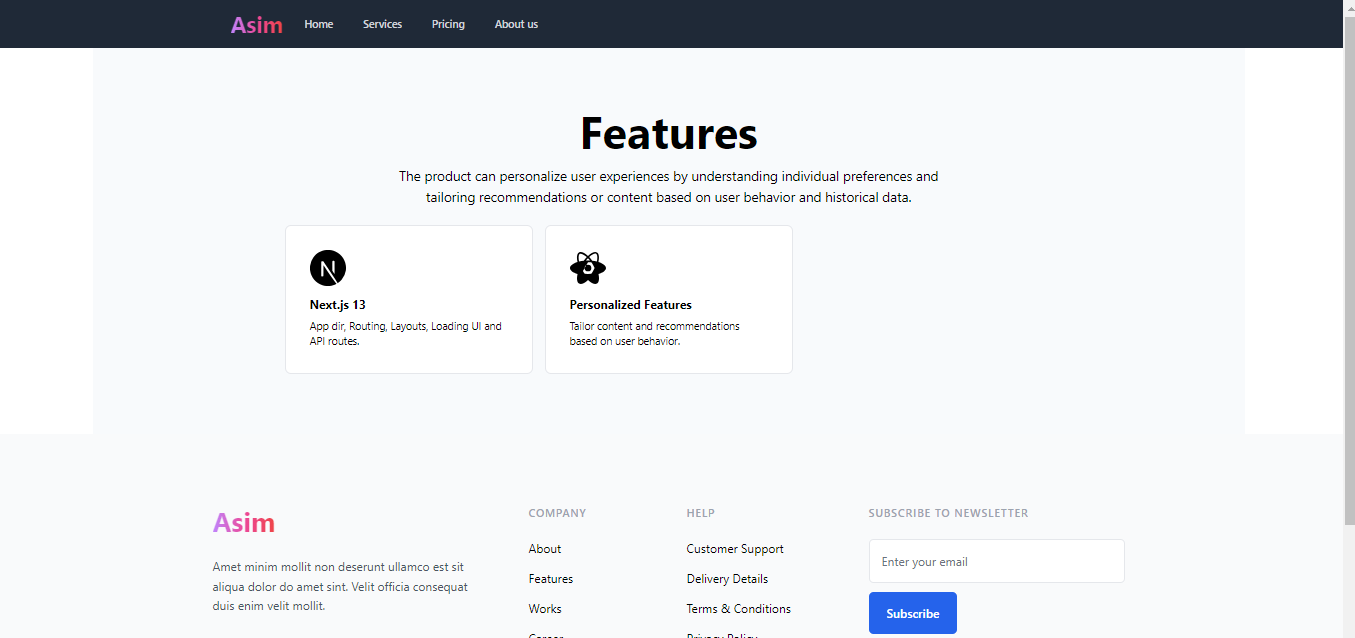 Asim Home Services Pricing About us
Features
The product can personalize user experiences by understanding individual preferences and
tailoring recommendations or content based on user behavior and historical data.
N
Next.js 13
App dir, Routing, Layouts, Loading UI and
API routes.
Personalized Features
Tailor content and recommendations
based on user behavior.
Asim
Amet minim mollit non deserunt ullamco est sit
aliqua dolor do amet sint. Velit officia consequat
duis enim velit mollit.
COMPANY
About
Features
Works
Career
HELP
Customer Support
Delivery Details
Terms & Conditions
Privacy Policy
SUBSCRIBE TO NEWSLETTER
Enter your email
Subscribe